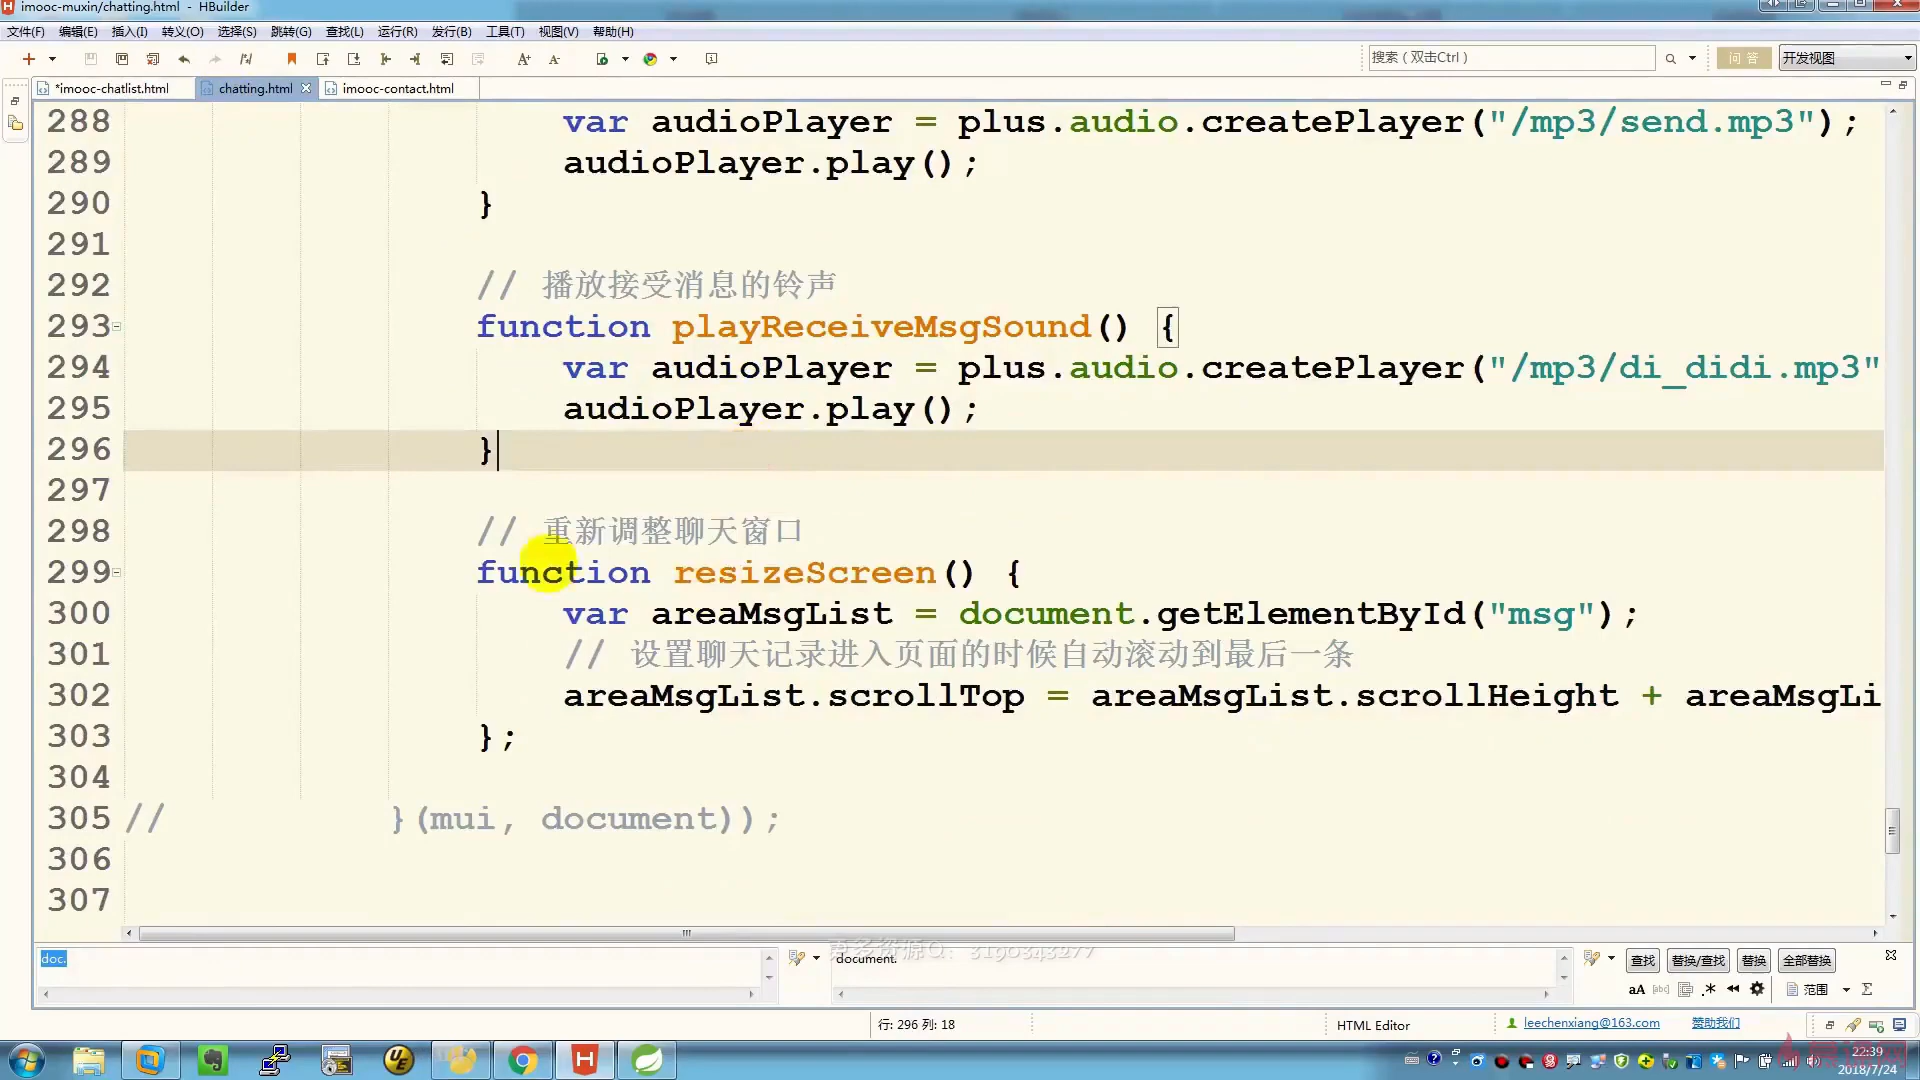 imooc-muxin/chatting.html - HBuilder
文件(F) 编辑(E) 插入(I) 转义(O) 选择(S) 跳转(G) 查找(L) 运行(R) 发行(B) 工具(T) 视图(V) 帮助(H)
搜索（双击Ctrl） 问答 开发视图
*imooc-chatlist.html chatting.html imooc-contact.html
288 var audioPlayer = plus.audio.createPlayer("/mp3/send.mp3");
289 audioPlayer.play();
290 }
291
292 // 播放接受消息的铃声
293 function playReceiveMsgSound() {
294 var audioPlayer = plus.audio.createPlayer("/mp3/di_didi.mp3"
295 audioPlayer.play();
296 }
297
298 // 重新调整聊天窗口
299 function resizeScreen() {
300 var areaMsgList = document.getElementById("msg");
301 // 设置聊天记录进入页面的时候自动滚动到最后一条
302 areaMsgList.scrollTop = areaMsgList.scrollHeight + areaMsgLi
303 };
304
305 // }(mui, document));
306
307
更多资源Q: 3190343277
doc. document. 查找 替换/查找 替换 全部替换
范围
行: 296 列: 18 HTML Editor leechenxiang@163.com 赞助我们
22:39
2018/7/24